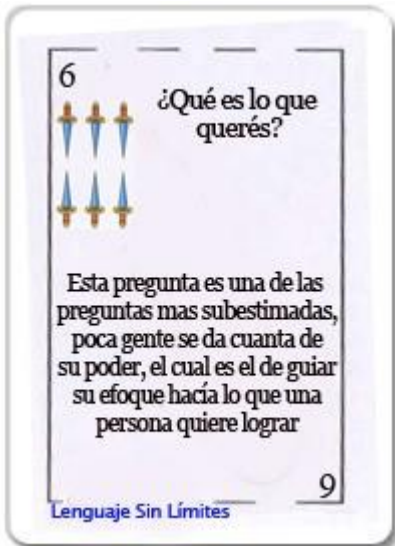 6
¿Qué es lo que
querés?
Esta pregunta es una de las
preguntas mas subestimadas,
poca gente se da cuanta de
su poder, el cual es el de guiar
su efoque hacía lo que una
persona quiere lograr
6
Lenguaje Sin Límites